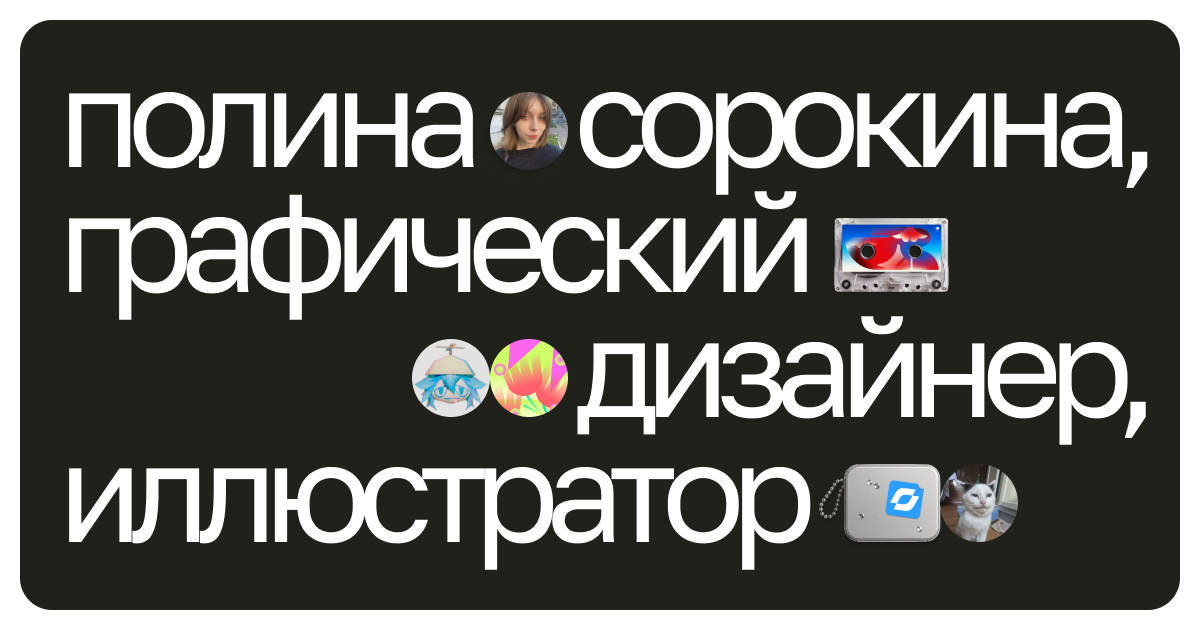 полина сорокина,
графический
дизайнер,
иллюстратор